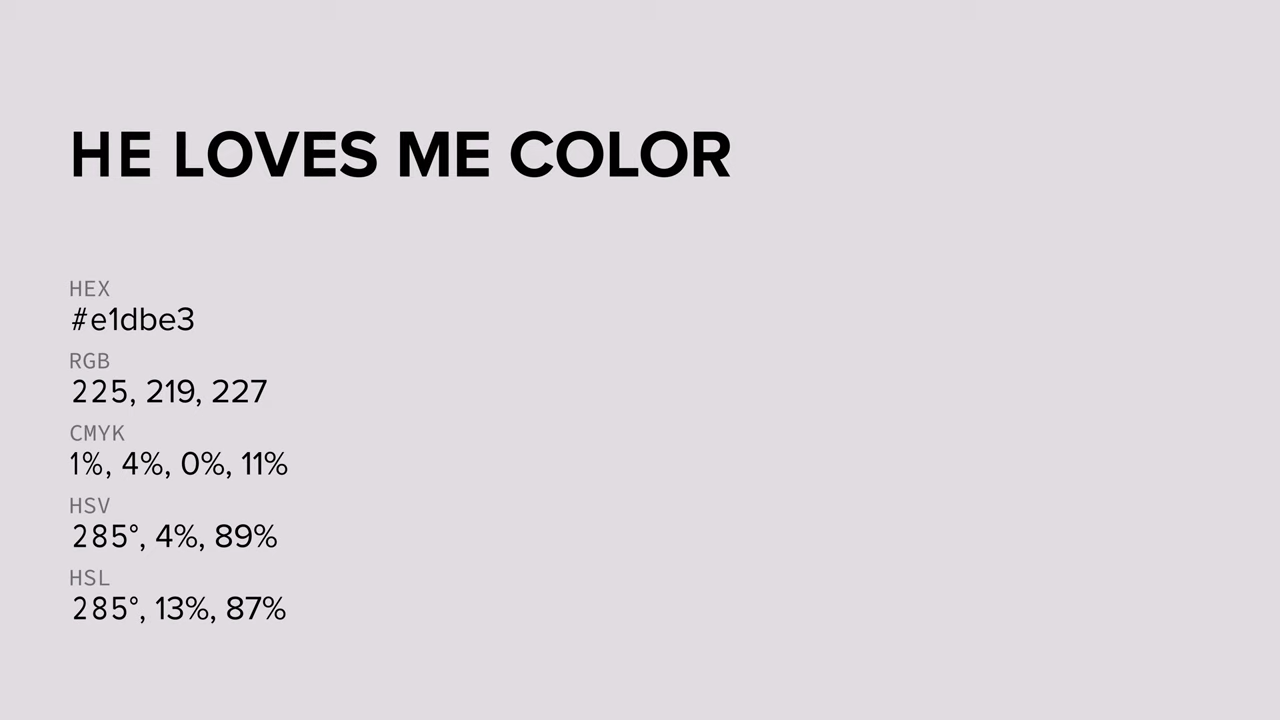 HE LOVES ME COLOR
HEX
#e1dbe3
RGB
225, 219, 227
CMYK
1%, 4%, 0%, 11%
HSV
285°, 4%, 89%
HSL
285°, 13%, 87%